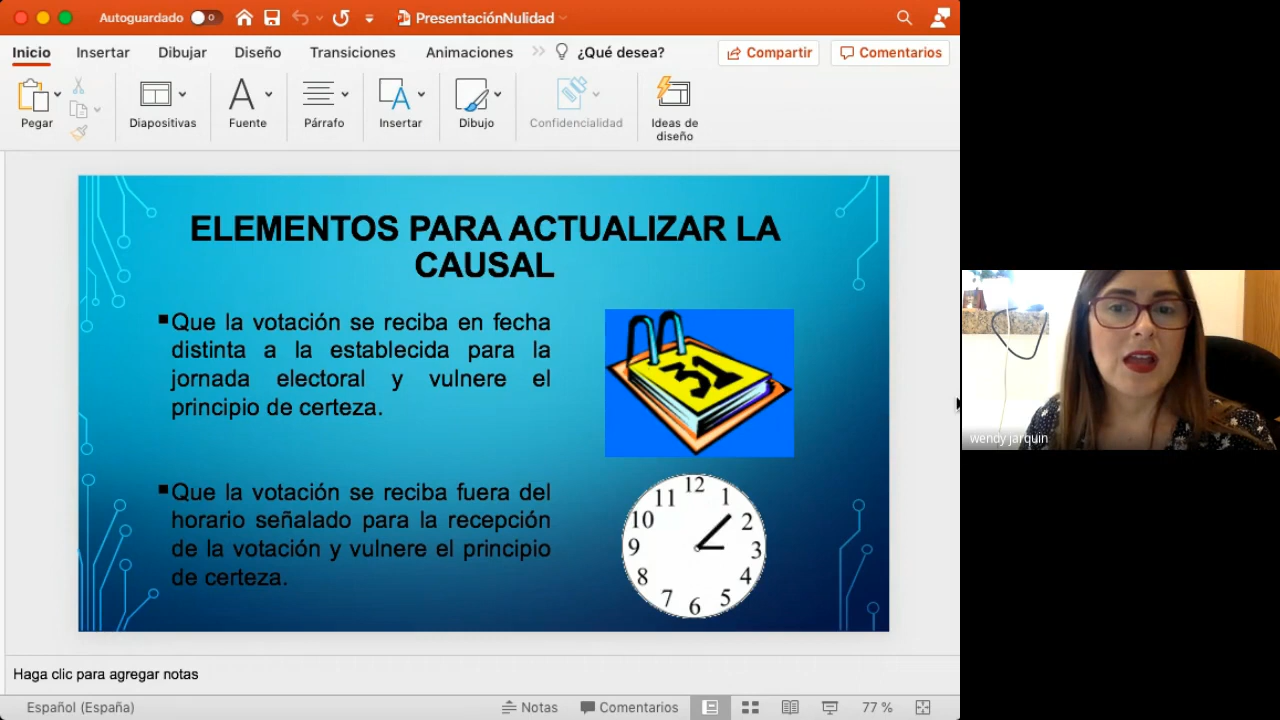 Autoguardado
PresentaciónNulidad
Inicio Insertar Dibujar Diseño Transiciones Animaciones ¿Qué desea? Compartir Comentarios
Pegar Diapositivas Fuente Párrafo Insertar Dibujo Confidencialidad Ideas de
diseño
ELEMENTOS PARA ACTUALIZAR LA
CAUSAL
▪Que la votación se reciba en fecha
distinta a la establecida para la
jornada electoral y vulnere el
principio de certeza.
31
▪Que la votación se reciba fuera del
horario señalado para la recepción
de la votación y vulnere el principio
de certeza.
12
11 1
10 2
9 3
8 4
7 5
6
wendy jarquin
Haga clic para agregar notas
Español (España) Notas Comentarios 77 %